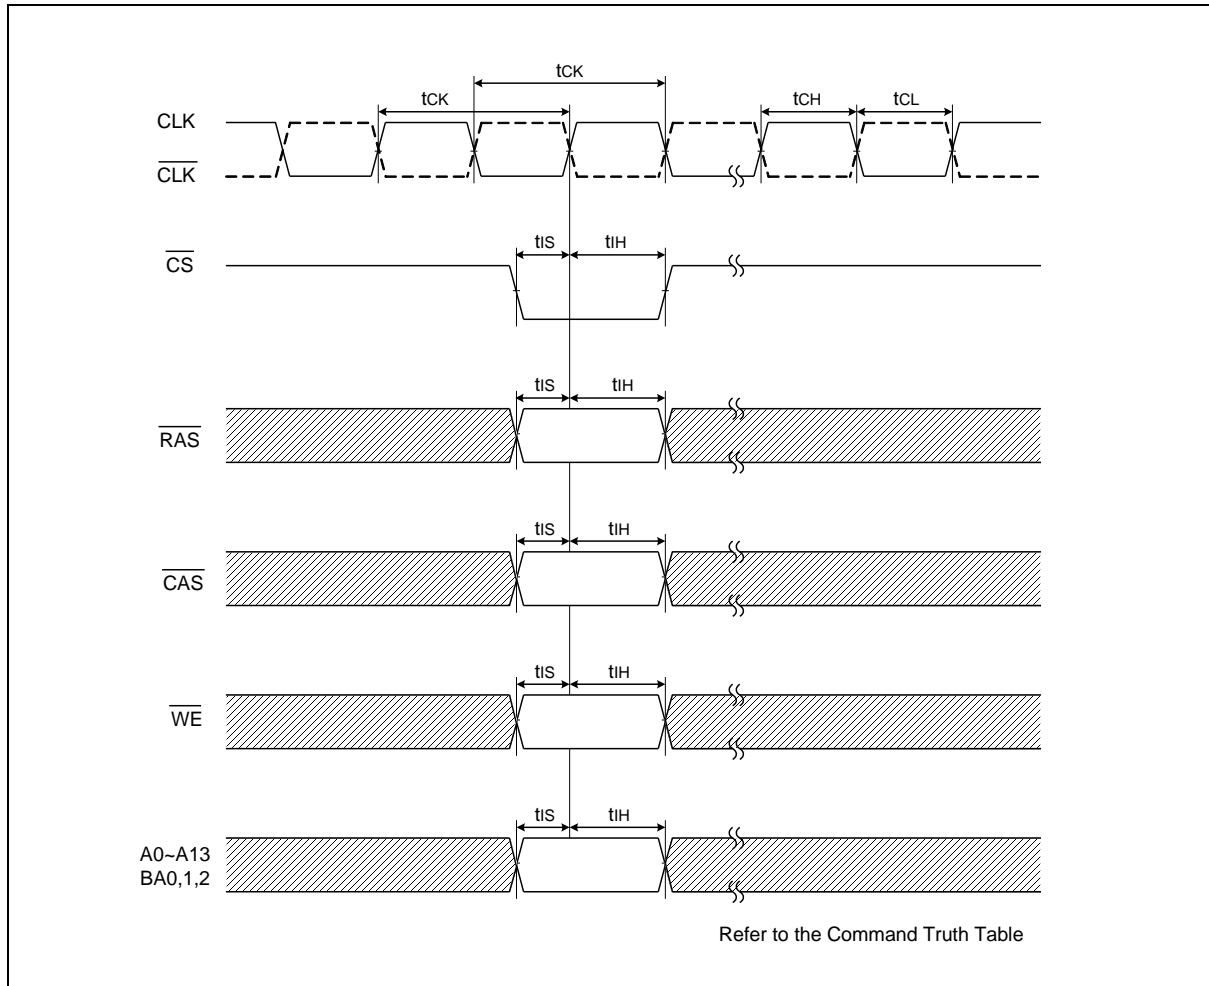 tCK
tCK
tCH
tCL
CLK
CLK
tIS
tIH
CS
tIS
tIH
RAS
tIS
tIH
CAS
tIS
tIH
WE
tIS
tIH
A0~A13
BA0,1,2
Refer to the Command Truth Table